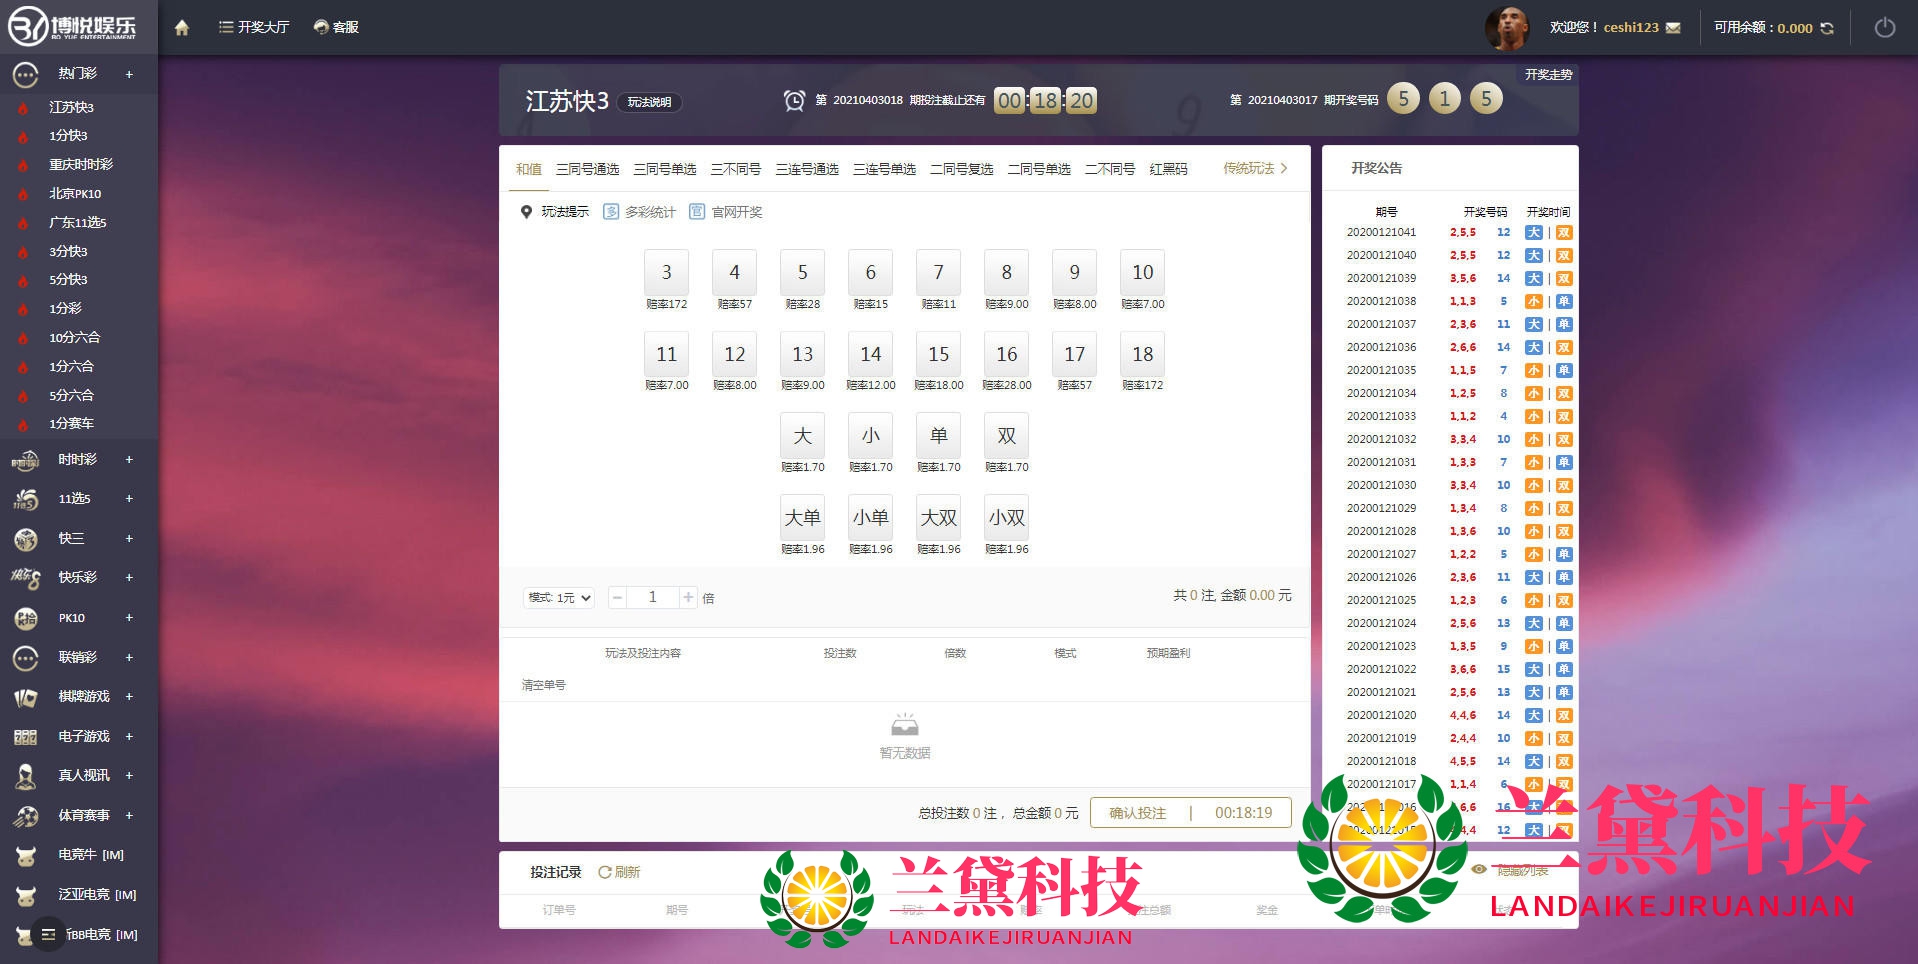 博悦娱乐
BO YUE ENTERTAINMENT
开奖大厅
客服
欢迎您！ceshi123
可用余额：0.000
热门彩 +
江苏快3
1分快3
重庆时时彩
北京PK10
广东11选5
3分快3
5分快3
1分彩
10分六合
1分六合
5分六合
1分赛车
时时彩 +
11选5 +
快三 +
快乐彩 +
PK10 +
联销彩 +
棋牌游戏 +
电子游戏 +
真人视讯 +
体育赛事 +
电竞牛 [IM]
泛亚电竞 [IM]
BB电竞 [IM]
江苏快3 玩法说明
第 20210403018 期投注截止还有 00:18:20
第 20210403017 期开奖号码 5 1 5
开奖走势
和值 三同号通选 三同号单选 三不同号 三连号通选 三连号单选 二同号复选 二同号单选 二不同号 红黑码 传统玩法
玩法提示 多 多彩统计 官 官网开奖
3 4 5 6 7 8 9 10
赔率172 赔率57 赔率28 赔率15 赔率11 赔率9.00 赔率8.00 赔率7.00
11 12 13 14 15 16 17 18
赔率7.00 赔率8.00 赔率9.00 赔率12.00 赔率18.00 赔率28.00 赔率57 赔率172
大 小 单 双
赔率1.70 赔率1.70 赔率1.70 赔率1.70
大单 小单 大双 小双
赔率1.96 赔率1.96 赔率1.96 赔率1.96
模式: 1元 − 1 + 倍
共 0 注, 金额 0.00 元
玩法及投注内容 投注数 倍数 模式 预期盈利
清空单号
暂无数据
总投注数 0 注， 总金额 0 元
确认投注 | 00:18:19
投注记录 刷新
隐藏列表
订单号 期号 玩法 赔率 注总额 奖金
开奖公告
期号 开奖号码 开奖时间
20200121041 2,5,5 12 大 | 双
20200121040 2,5,5 12 大 | 双
20200121039 3,5,6 14 大 | 双
20200121038 1,1,3 5 小 | 单
20200121037 2,3,6 11 大 | 单
20200121036 2,6,6 14 大 | 双
20200121035 1,1,5 7 小 | 单
20200121034 1,2,5 8 小 | 双
20200121033 1,1,2 4 小 | 双
20200121032 3,3,4 10 小 | 双
20200121031 1,3,3 7 小 | 单
20200121030 3,3,4 10 小 | 双
20200121029 1,3,4 8 小 | 双
20200121028 1,3,6 10 小 | 双
20200121027 1,2,2 5 小 | 单
20200121026 2,3,6 11 大 | 单
20200121025 1,2,3 6 小 | 双
20200121024 2,5,6 13 大 | 单
20200121023 1,3,5 9 小 | 单
20200121022 3,6,6 15 大 | 单
20200121021 2,5,6 13 大 | 单
20200121020 4,4,6 14 大 | 双
20200121019 2,4,4 10 小 | 双
20200121018 4,5,5 14 大 | 双
20200121017 1,1,4 6 小 | 双
6,6 16 大
4,4 12 大 | 双
兰黛科技
LANDAIKEJIRUANJIAN
兰黛科技
LANDAIKEJIRUANJIAN